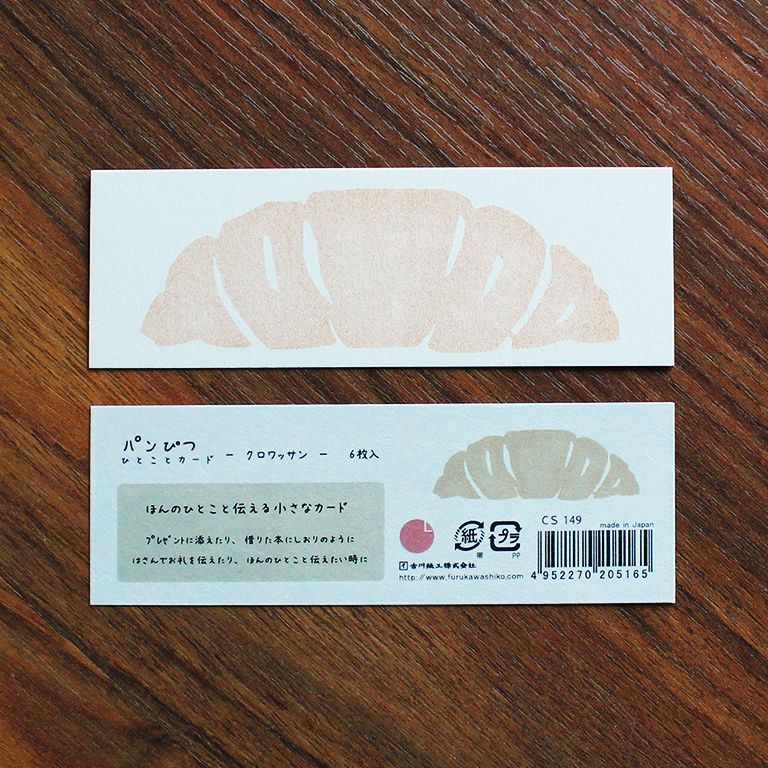 パンぴつ
ひとことカード － クロワッサン － 6枚入
ほんのひとこと伝える小さなカード
プレゼントに添えたり、借りた本にしおりのように
はさんでお礼を伝えたり、ほんのひとこと伝えたい時に
紙
帯
プラ
PP
古川紙工株式会社
http://www.furukawashiko.com
CS 149
made in Japan
4 952270 205165